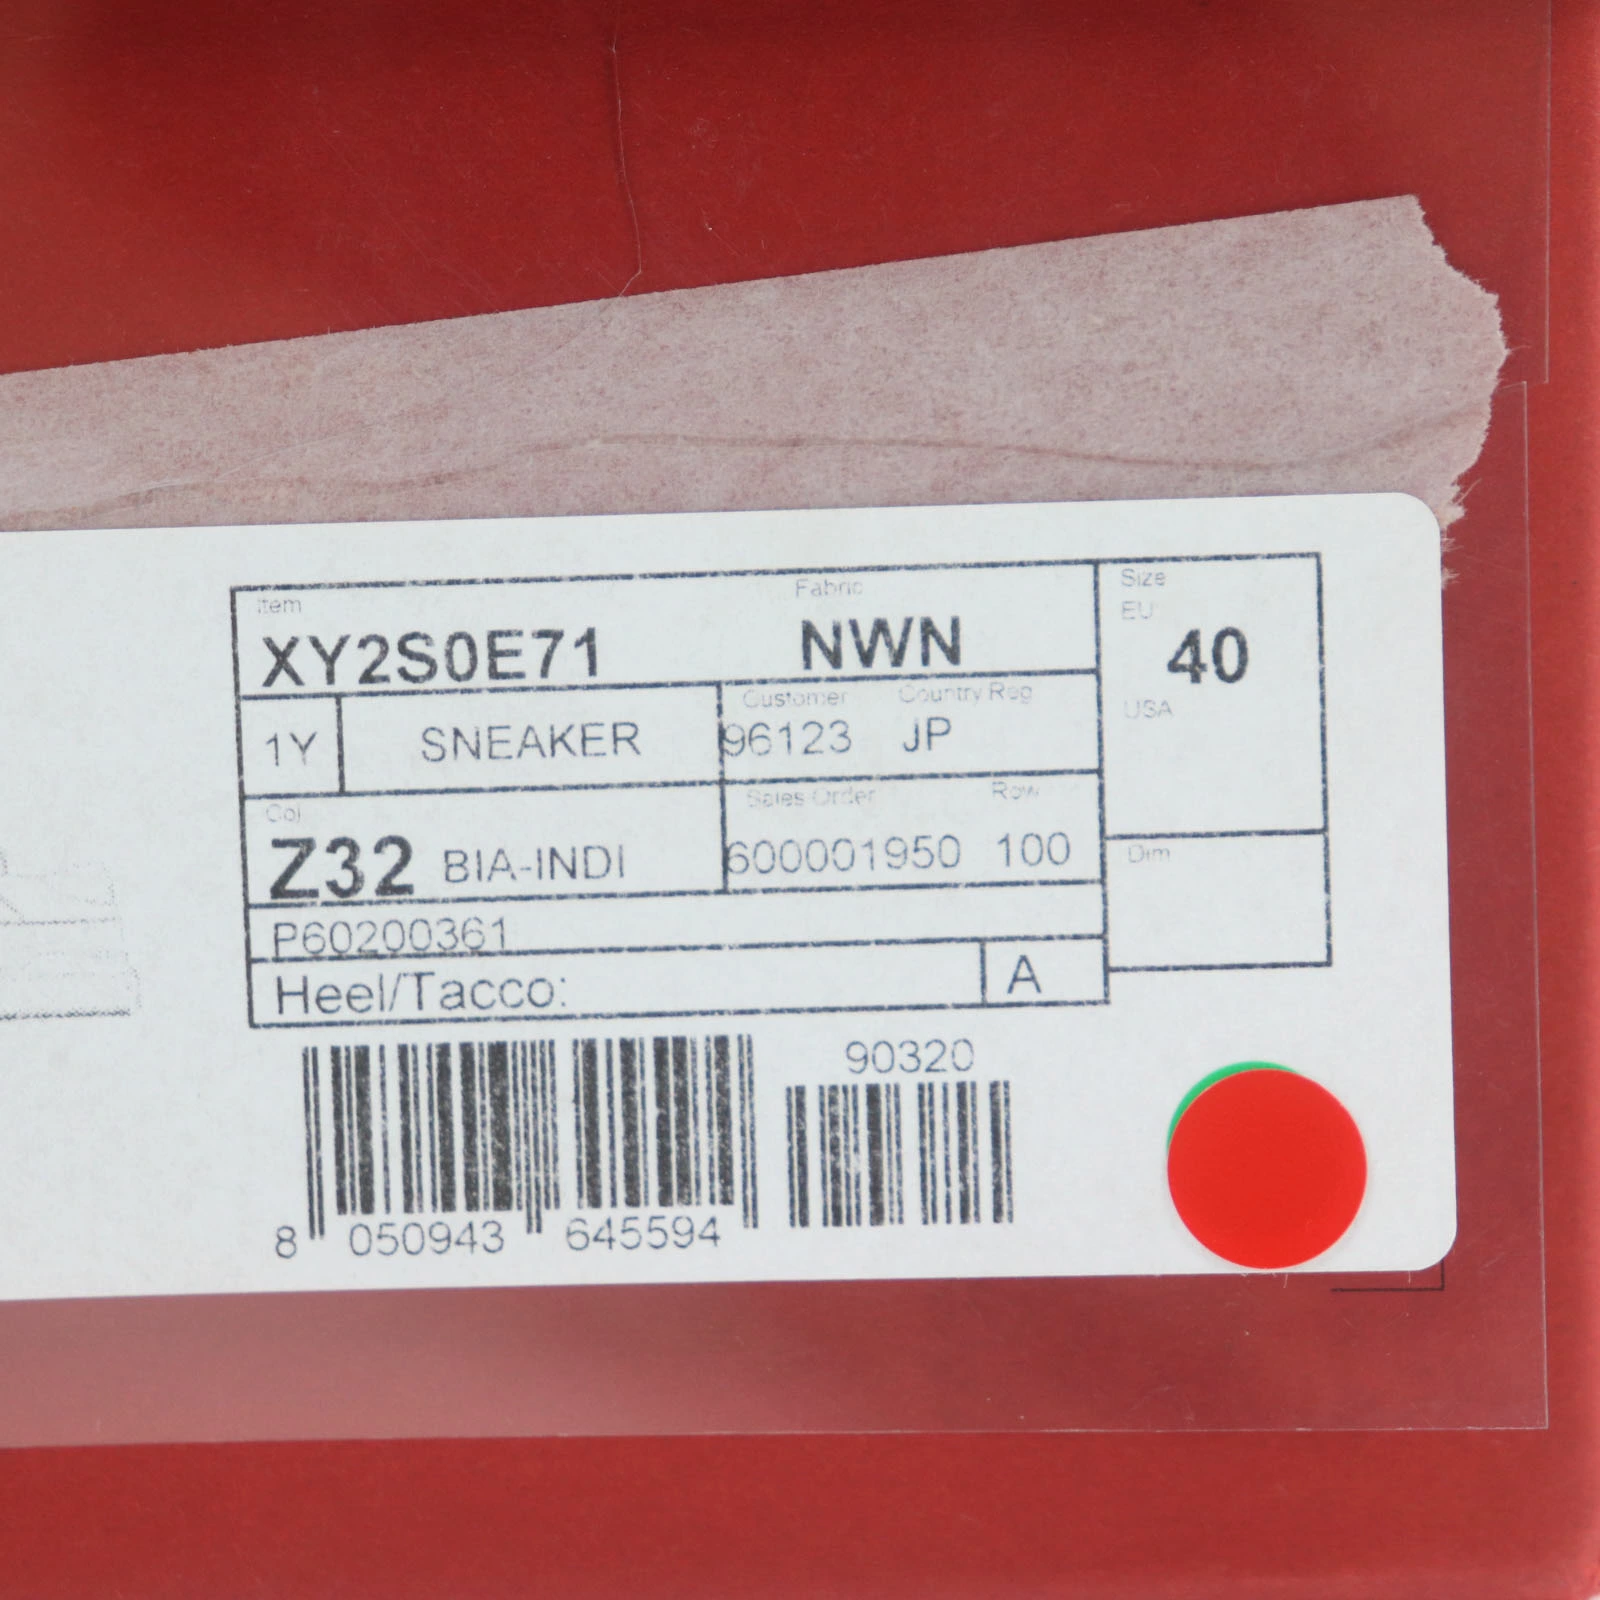 Item Fabric Size
EU
XY2S0E71 NWN 40
Customer Country Reg USA
1Y SNEAKER 96123 JP
Col Sales Order Row
Z32 BIA-INDI 600001950 100 Dim
P60200361
Heel/Tacco: A
90320
8 050943 645594